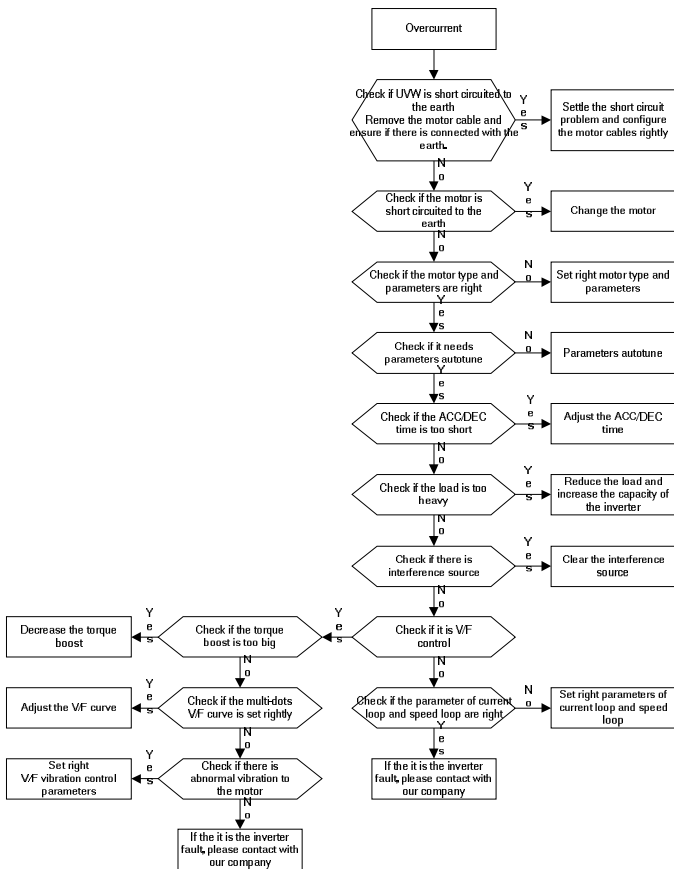 Overcurrent
Check if UVW is short circuited to
the earth
Remove the motor cable and
ensure if there is connected with the
earth.
Yes
Settle the short circuit
problem and configure
the motor cables rightly
No
Check if the motor is
short circuited to the
earth
Yes
Change the motor
No
Check if the motor type and
parameters are right
No
Set right motor type and
parameters
Yes
Check if it needs
parameters autotune
No
Parameters autotune
Yes
Check if the ACC/DEC
time is too short
Yes
Adjust the ACC/DEC
time
No
Check if the load is too
heavy
Yes
Reduce the load and
increase the capacity of
the inverter
No
Check if there is
interference source
Yes
Clear the interference
source
No
Check if it is V/F
control
Yes
Check if the torque
boost is too big
Yes
Decrease the torque
boost
No
Check if the multi-dots
V/F curve is set rightly
Yes
Adjust the V/F curve
No
Check if there is
abnormal vibration to
the motor
Yes
Set right
V/F vibration control
parameters
No
If the it is the inverter
fault, please contact with
our company
No
Check if the parameter of current
loop and speed loop are right
No
Set right parameters of
current loop and speed
loop
Yes
If the it is the inverter
fault, please contact with
our company